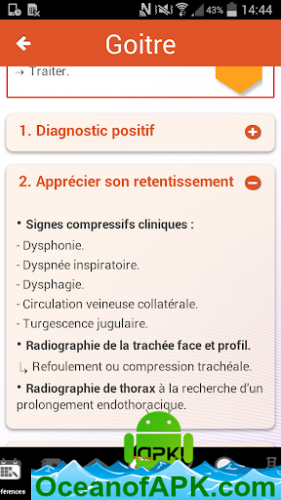 43% 14:44
Goitre
→ Traiter.
1. Diagnostic positif
2. Apprécier son retentissement
• Signes compressifs cliniques :
- Dysphonie.
- Dyspnée inspiratoire.
- Dysphagie.
- Circulation veineuse collatérale.
- Turgescence jugulaire.
• Radiographie de la trachée face et profil.
↳ Refoulement ou compression trachéale.
• Radiographie de thorax à la recherche d'un
prolongement endothoracique.
APK
férences
OceanofAPK.com